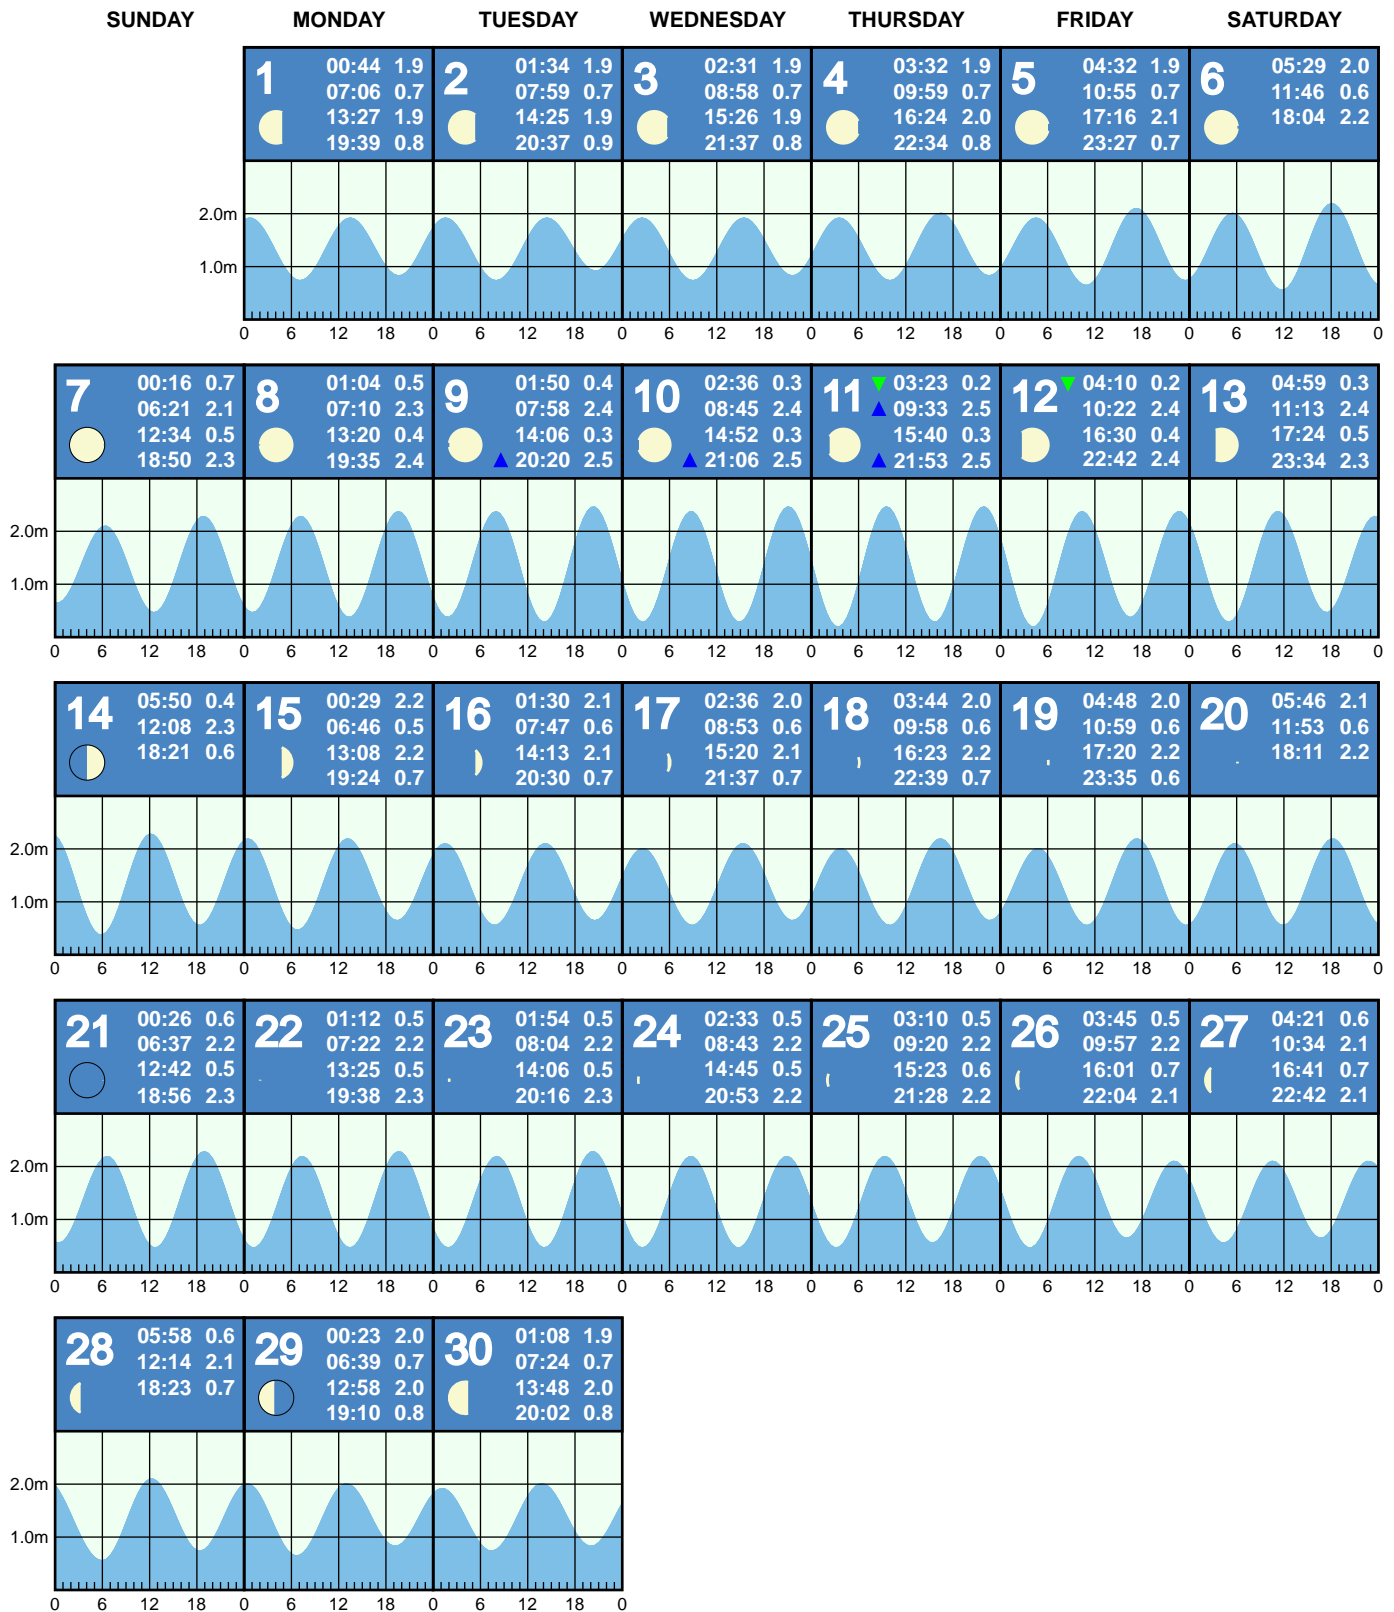 SUNDAY MONDAY TUESDAY WEDNESDAY THURSDAY FRIDAY SATURDAY
1 00:44 1.9
07:06 0.7
13:27 1.9
19:39 0.8
2 01:34 1.9
07:59 0.7
14:25 1.9
20:37 0.9
3 02:31 1.9
08:58 0.7
15:26 1.9
21:37 0.8
4 03:32 1.9
09:59 0.7
16:24 2.0
22:34 0.8
5 04:32 1.9
10:55 0.7
17:16 2.1
23:27 0.7
6 05:29 2.0
11:46 0.6
18:04 2.2
2.0m
1.0m
0 6 12 18 0 6 12 18 0 6 12 18 0 6 12 18 0 6 12 18 0 6 12 18 0
7 00:16 0.7
06:21 2.1
12:34 0.5
18:50 2.3
8 01:04 0.5
07:10 2.3
13:20 0.4
19:35 2.4
9 01:50 0.4
07:58 2.4
14:06 0.3
20:20 2.5
10 02:36 0.3
08:45 2.4
14:52 0.3
21:06 2.5
11 03:23 0.2
09:33 2.5
15:40 0.3
21:53 2.5
12 04:10 0.2
10:22 2.4
16:30 0.4
22:42 2.4
13 04:59 0.3
11:13 2.4
17:24 0.5
23:34 2.3
2.0m
1.0m
0 6 12 18 0 6 12 18 0 6 12 18 0 6 12 18 0 6 12 18 0 6 12 18 0 6 12 18 0
14 05:50 0.4
12:08 2.3
18:21 0.6
15 00:29 2.2
06:46 0.5
13:08 2.2
19:24 0.7
16 01:30 2.1
07:47 0.6
14:13 2.1
20:30 0.7
17 02:36 2.0
08:53 0.6
15:20 2.1
21:37 0.7
18 03:44 2.0
09:58 0.6
16:23 2.2
22:39 0.7
19 04:48 2.0
10:59 0.6
17:20 2.2
23:35 0.6
20 05:46 2.1
11:53 0.6
18:11 2.2
2.0m
1.0m
0 6 12 18 0 6 12 18 0 6 12 18 0 6 12 18 0 6 12 18 0 6 12 18 0 6 12 18 0
21 00:26 0.6
06:37 2.2
12:42 0.5
18:56 2.3
22 01:12 0.5
07:22 2.2
13:25 0.5
19:38 2.3
23 01:54 0.5
08:04 2.2
14:06 0.5
20:16 2.3
24 02:33 0.5
08:43 2.2
14:45 0.5
20:53 2.2
25 03:10 0.5
09:20 2.2
15:23 0.6
21:28 2.2
26 03:45 0.5
09:57 2.2
16:01 0.7
22:04 2.1
27 04:21 0.6
10:34 2.1
16:41 0.7
22:42 2.1
2.0m
1.0m
0 6 12 18 0 6 12 18 0 6 12 18 0 6 12 18 0 6 12 18 0 6 12 18 0 6 12 18 0
28 05:58 0.6
12:14 2.1
18:23 0.7
29 00:23 2.0
06:39 0.7
12:58 2.0
19:10 0.8
30 01:08 1.9
07:24 0.7
13:48 2.0
20:02 0.8
2.0m
1.0m
0 6 12 18 0 6 12 18 0 6 12 18 0